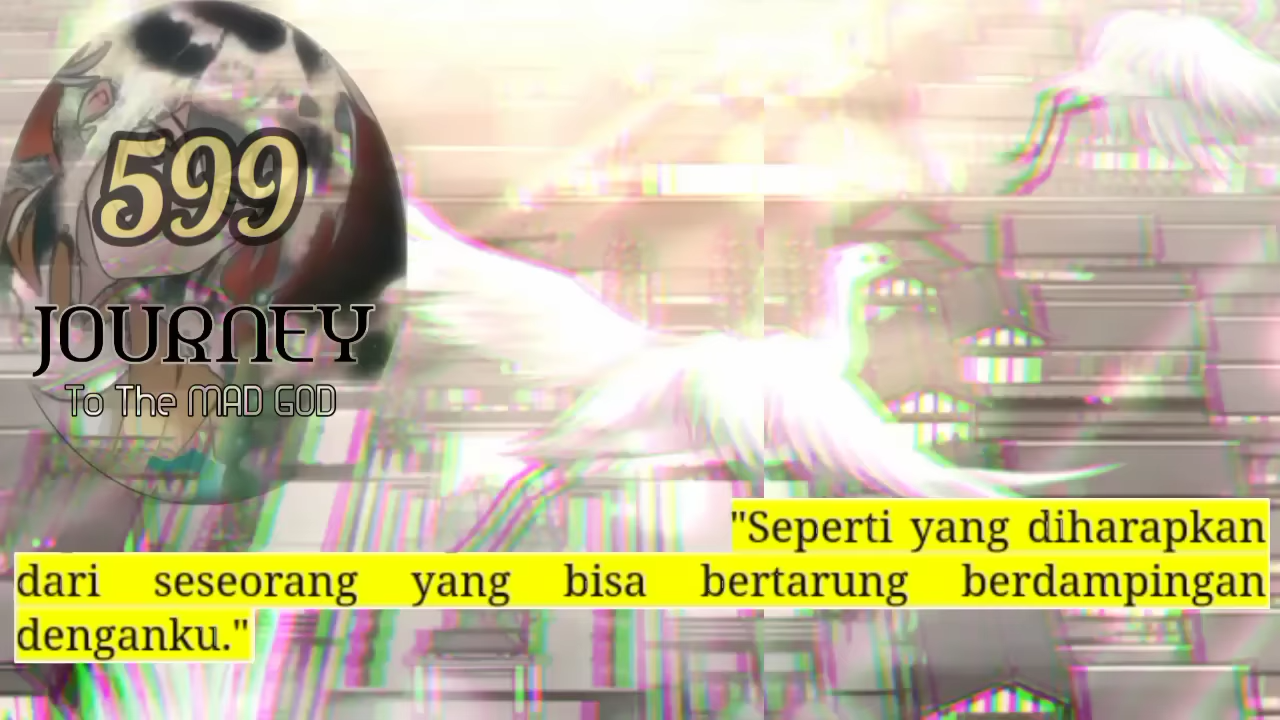 599
JOURNEY
To The MAD GOD
"Seperti yang diharapkan
dari seseorang yang bisa bertarung berdampingan
denganku."